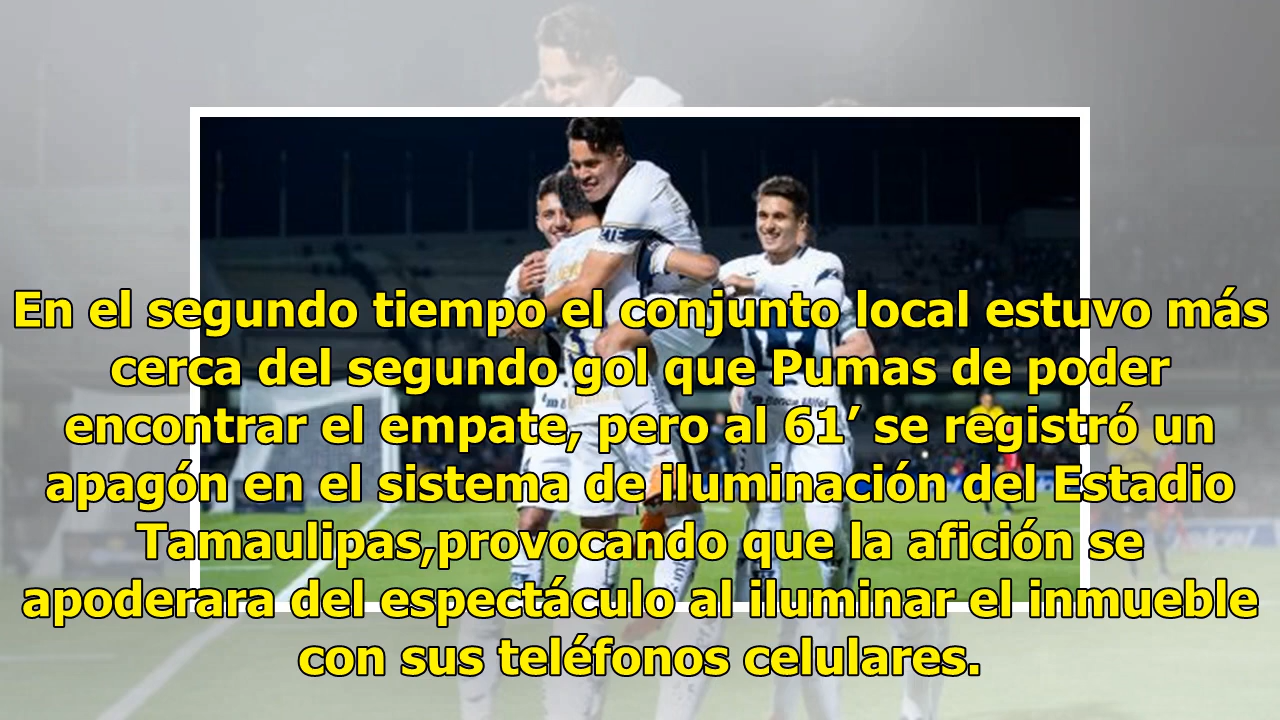 En el segundo tiempo el conjunto local estuvo más
cerca del segundo gol que Pumas de poder
encontrar el empate, pero al 61’ se registró un
apagón en el sistema de iluminación del Estadio
Tamaulipas,provocando que la afición se
apoderara del espectáculo al iluminar el inmueble
con sus teléfonos celulares.